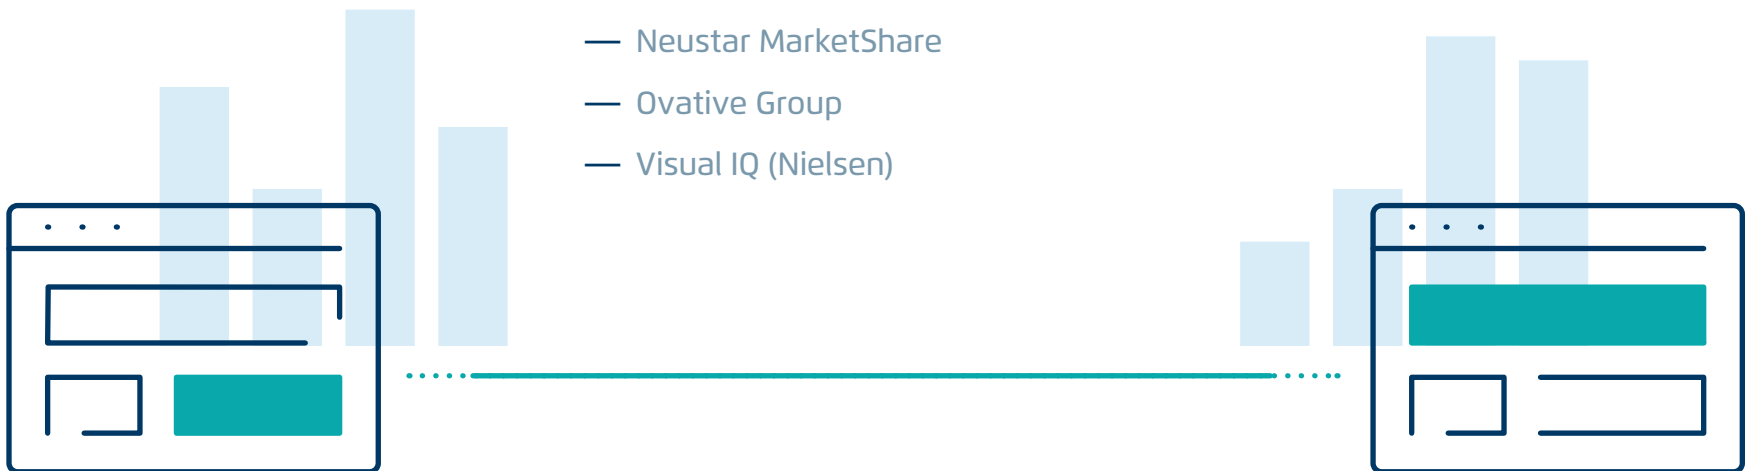 — Neustar MarketShare
— Ovative Group
— Visual IQ (Nielsen)